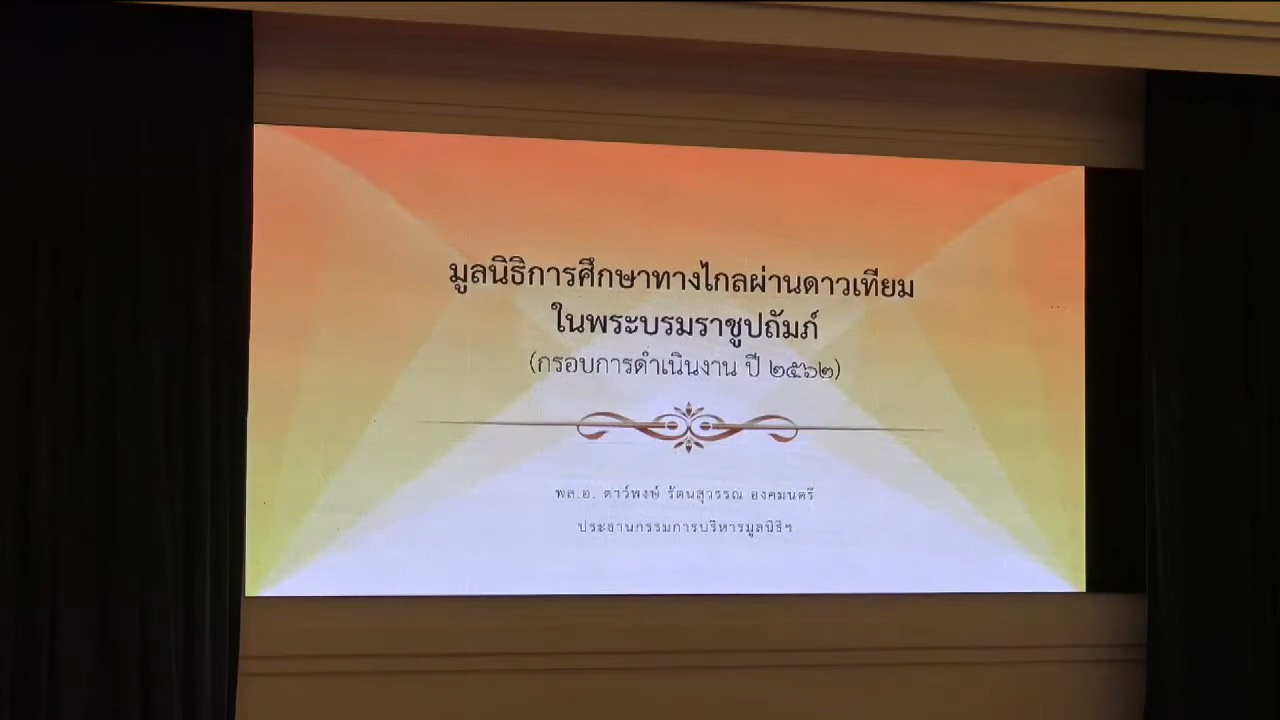 มูลนิธิการศึกษาทางไกลผ่านดาวเทียม
ในพระบรมราชูปถัมภ์
(กรอบการดำเนินงาน ปี ๒๕๖๒)
พล.อ. ดาว์พงษ์ รัตนสุวรรณ องคมนตรี
ประธานกรรมการบริหารมูลนิธิฯ